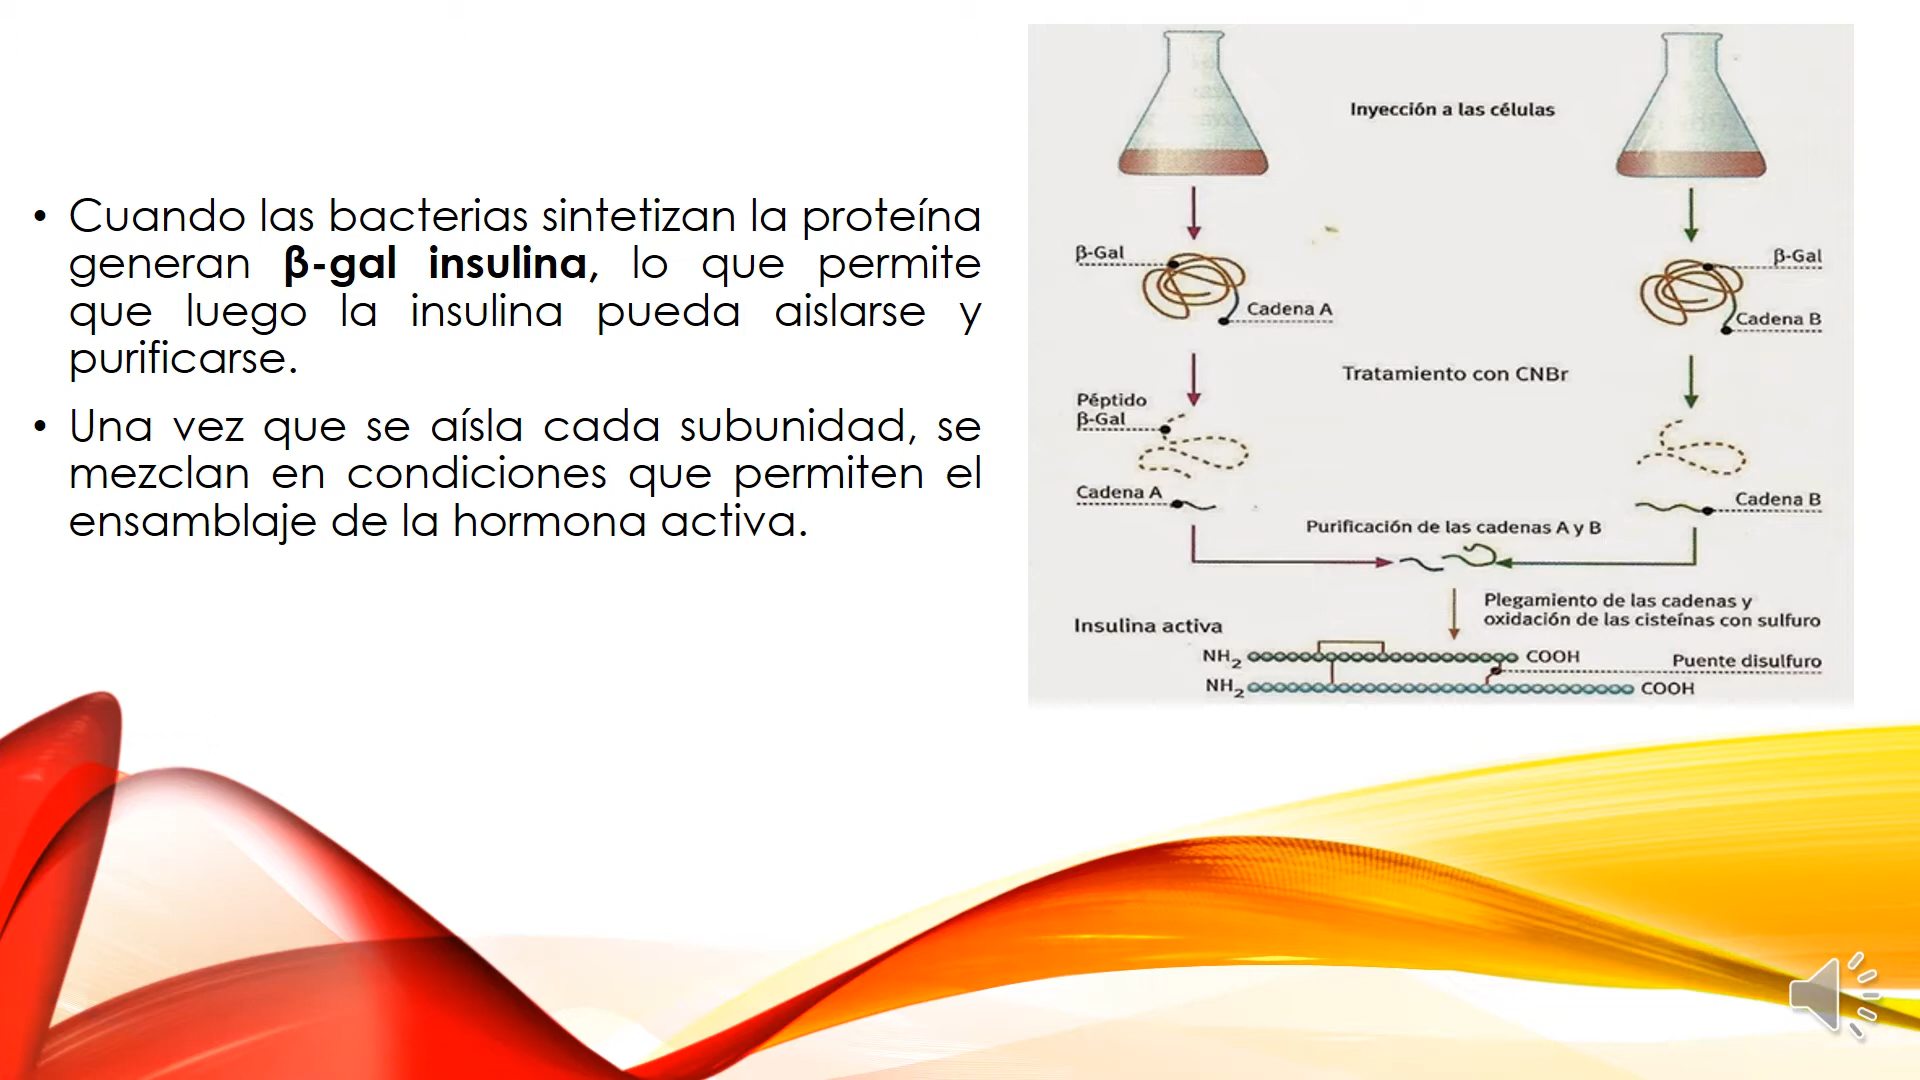 • Cuando las bacterias sintetizan la proteína
generan β-gal insulina, lo que permite
que luego la insulina pueda aislarse y
purificarse.
• Una vez que se aísla cada subunidad, se
mezclan en condiciones que permiten el
ensamblaje de la hormona activa.
Inyección a las células
β-Gal
β-Gal
Cadena A
Cadena B
Tratamiento con CNBr
Péptido
β-Gal
Cadena A
Cadena B
Purificación de las cadenas A y B
Plegamiento de las cadenas y
oxidación de las cisteínas con sulfuro
Insulina activa
NH₂ COOH
Puente disulfuro
NH₂ COOH